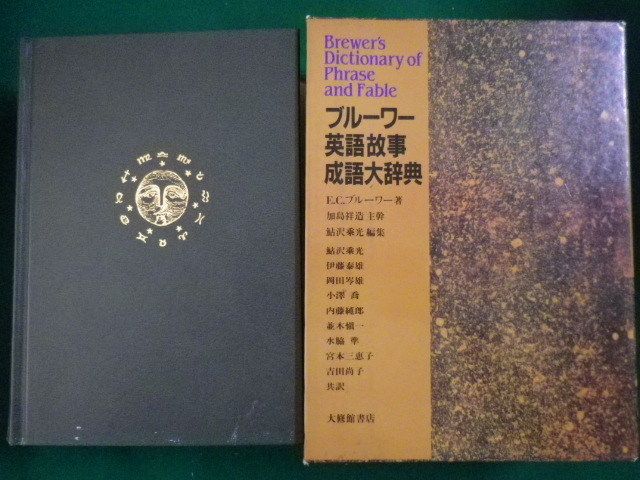 Brewer's
Dictionary of
Phrase
and Fable
ブルーワー
英語故事
成語大辞典
E.C.ブルーワー 著
加島祥造 主幹
鮎沢乗光 編集
鮎沢乗光
伊藤泰雄
岡田岑雄
小澤 喬
内藤純郎
並木慎一
水脇 準
宮本三恵子
吉田尚子
共訳
大修館書店